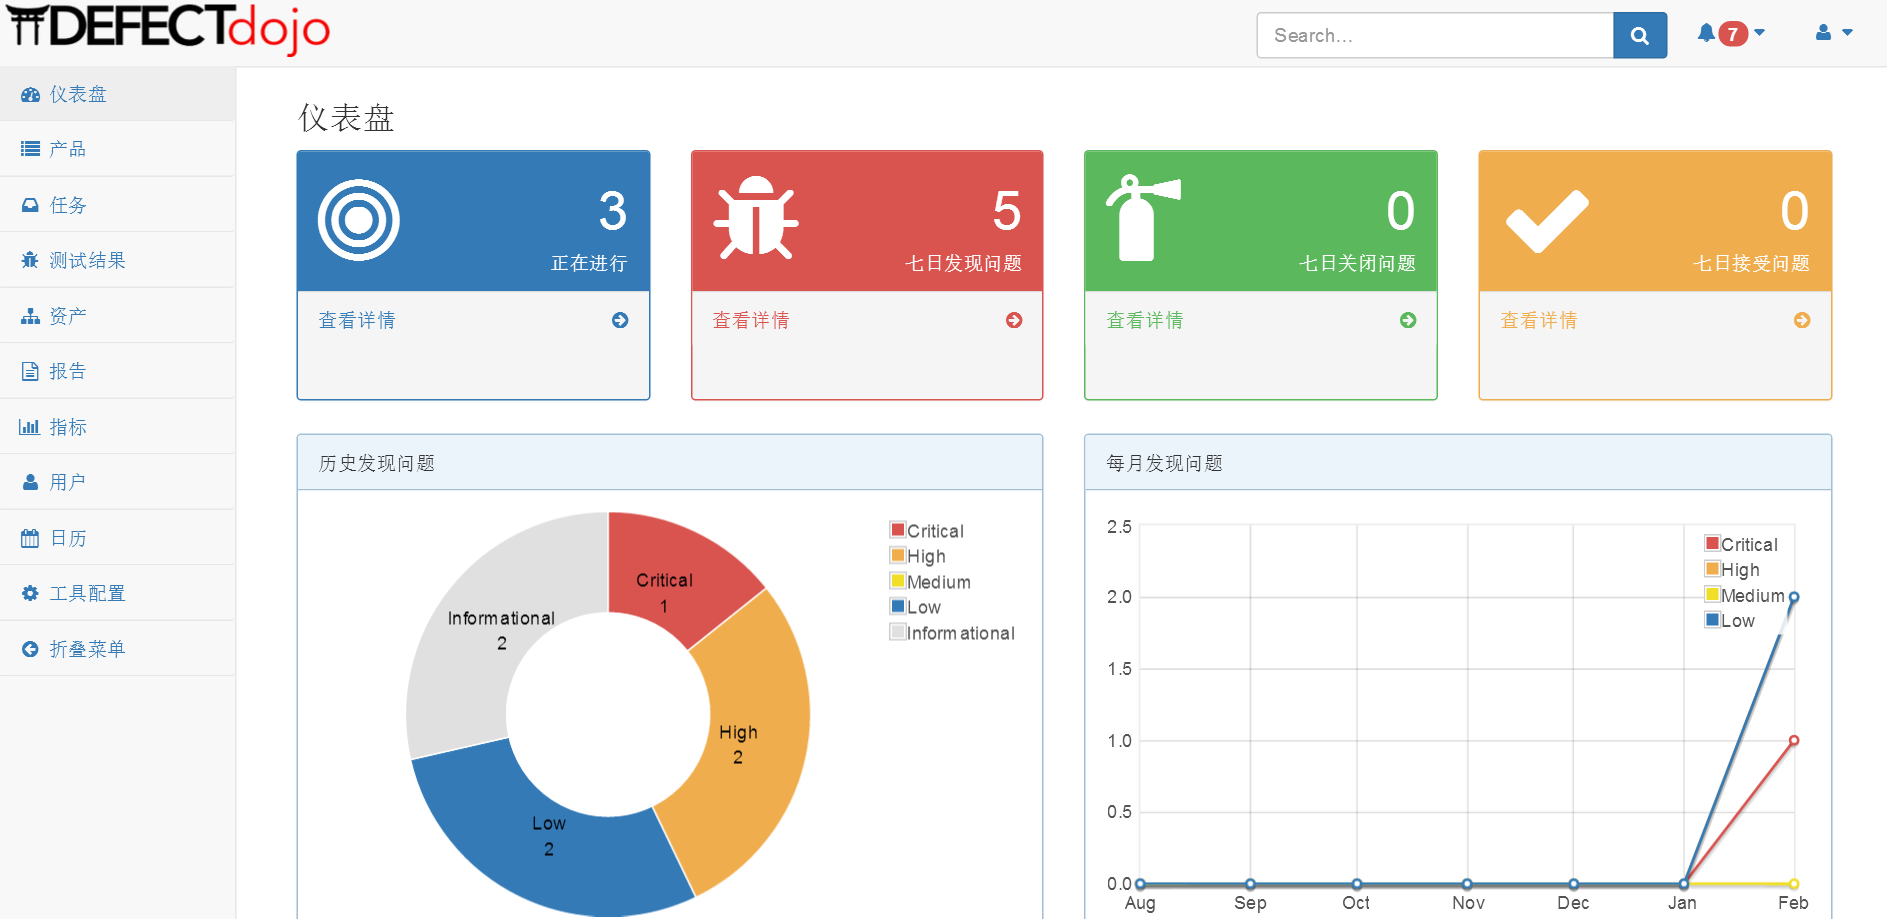 DEFECTdojo
Search...
7
仪表盘
产品
任务
测试结果
资产
报告
指标
用户
日历
工具配置
折叠菜单
仪表盘
3
正在进行
查看详情
5
七日发现问题
查看详情
0
七日关闭问题
查看详情
0
七日接受问题
查看详情
历史发现问题
Critical
1
High
2
Low
2
Informational
2
Critical
High
Medium
Low
Informational
每月发现问题
2.5
2.0
1.5
1.0
0.5
0.0
Aug Sep Oct Nov Dec Jan Feb
Critical
High
Medium
Low